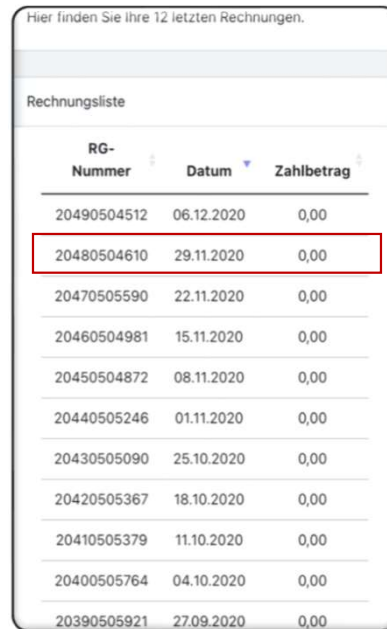 Hier finden Sie Ihre 12 letzten Rechnungen.
Rechnungsliste
RG-
Nummer Datum Zahlbetrag
20490504512 06.12.2020 0,00
20480504610 29.11.2020 0,00
20470505590 22.11.2020 0,00
20460504981 15.11.2020 0,00
20450504872 08.11.2020 0,00
20440505246 01.11.2020 0,00
20430505090 25.10.2020 0,00
20420505367 18.10.2020 0,00
20410505379 11.10.2020 0,00
20400505764 04.10.2020 0,00
20390505921 27.09.2020 0,00